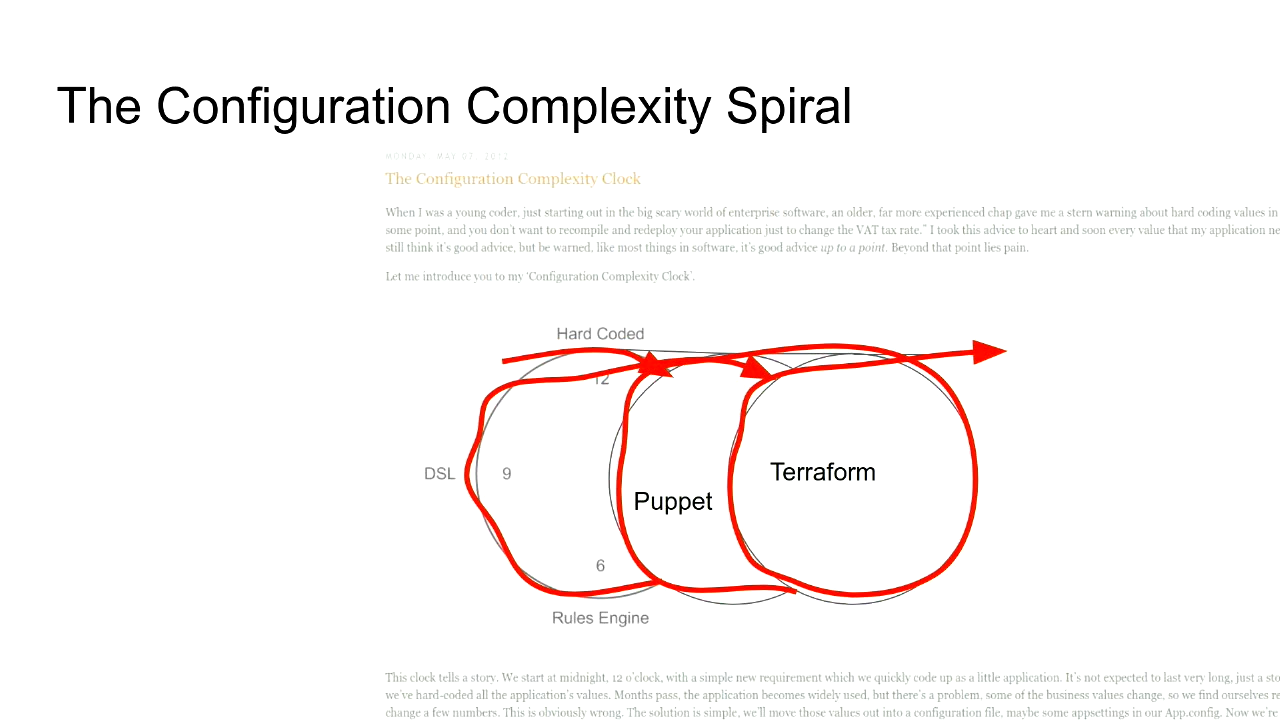 The Configuration Complexity Spiral
MONDAY, MAY 07, 2012
The Configuration Complexity Clock
When I was a young coder, just starting out in the big scary world of enterprise software, an older, far more experienced chap gave me a stern warning about hard coding values in
some point, and you don't want to recompile and redeploy your application just to change the VAT tax rate." I took this advice to heart and soon every value that my application ne
still think it's good advice, but be warned, like most things in software, it's good advice up to a point. Beyond that point lies pain.
Let me introduce you to my 'Configuration Complexity Clock'.
Hard Coded
12
DSL
9
Terraform
Puppet
6
Rules Engine
This clock tells a story. We start at midnight, 12 o'clock, with a simple new requirement which we quickly code up as a little application. It's not expected to last very long, just a sto
we've hard-coded all the application's values. Months pass, the application becomes widely used, but there's a problem, some of the business values change, so we find ourselves re
change a few numbers. This is obviously wrong. The solution is simple, we'll move those values out into a configuration file, maybe some appsettings in our App.config. Now we're